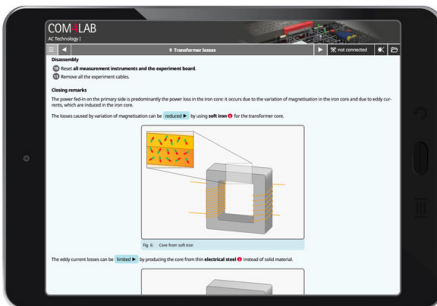 COM4LAB
AC Technology I
9 Transformer losses
not connected
Disassembly
Reset all measurement instruments and the experiment board.
Remove all the experiment cables.
Closing remarks
The power fed-in on the primary side is predominantly the power loss in the iron core: it occurs due to the variation of magnetisation in the iron core and due to eddy cur-
rents, which are induced in the iron core.
The losses caused by variation of magnetisation can be reduced by using soft iron for the transformer core.
Fig. 6: Core from soft iron
The eddy current losses can be limited by producing the core from thin electrical steel instead of solid material.